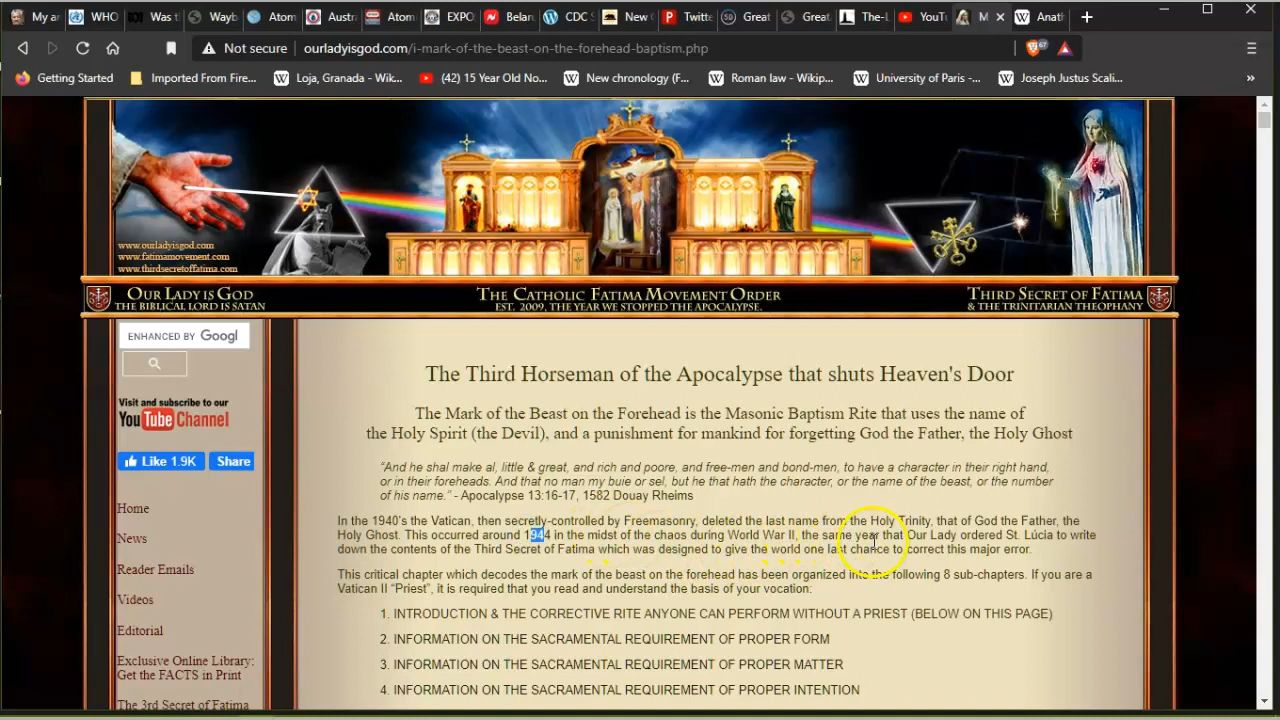 My ar
WHO
Was t
Wayb
Atom
Austr
Atom
EXPO
Belar
CDC
New
Twitte
Great
Great
The-L
YouTu
M
Anath
Not secure
ourladyisgod.com/i-mark-of-the-beast-on-the-forehead-baptism.php
67
Getting Started
Imported From Fire...
Loja, Granada - Wik...
(42) 15 Year Old No...
New chronology (F...
Roman law - Wikip...
University of Paris -...
Joseph Justus Scali...
»
www.ourladyisgod.com
www.fatimamovement.com
www.thirdsecretoffatima.com
OUR LADY IS GOD
THE BIBLICAL LORD IS SATAN
THE CATHOLIC FATIMA MOVEMENT ORDER
EST. 2009, THE YEAR WE STOPPED THE APOCALYPSE.
THIRD SECRET OF FATIMA
& THE TRINITARIAN THEOPHANY
ENHANCED BY Googl
Visit and subscribe to our
YouTube Channel
Like 1.9K
Share
Home
News
Reader Emails
Videos
Editorial
Exclusive Online Library:
Get the FACTS in Print
The 3rd Secret of Fatima
The Third Horseman of the Apocalypse that shuts Heaven's Door
The Mark of the Beast on the Forehead is the Masonic Baptism Rite that uses the name of
the Holy Spirit (the Devil), and a punishment for mankind for forgetting God the Father, the Holy Ghost
“And he shal make al, little & great, and rich and poore, and free-men and bond-men, to have a character in their right hand,
or in their foreheads. And that no man my buie or sel, but he that hath the character, or the name of the beast, or the number
of his name.” - Apocalypse 13:16-17, 1582 Douay Rheims
In the 1940’s the Vatican, then secretly-controlled by Freemasonry, deleted the last name from the Holy Trinity, that of God the Father, the
Holy Ghost. This occurred around 1944 in the midst of the chaos during World War II, the same year that Our Lady ordered St. Lúcia to write
down the contents of the Third Secret of Fatima which was designed to give the world one last chance to correct this major error.
This critical chapter which decodes the mark of the beast on the forehead has been organized into the following 8 sub-chapters. If you are a
Vatican II “Priest”, it is required that you read and understand the basis of your vocation:
1. INTRODUCTION & THE CORRECTIVE RITE ANYONE CAN PERFORM WITHOUT A PRIEST (BELOW ON THIS PAGE)
2. INFORMATION ON THE SACRAMENTAL REQUIREMENT OF PROPER FORM
3. INFORMATION ON THE SACRAMENTAL REQUIREMENT OF PROPER MATTER
4. INFORMATION ON THE SACRAMENTAL REQUIREMENT OF PROPER INTENTION